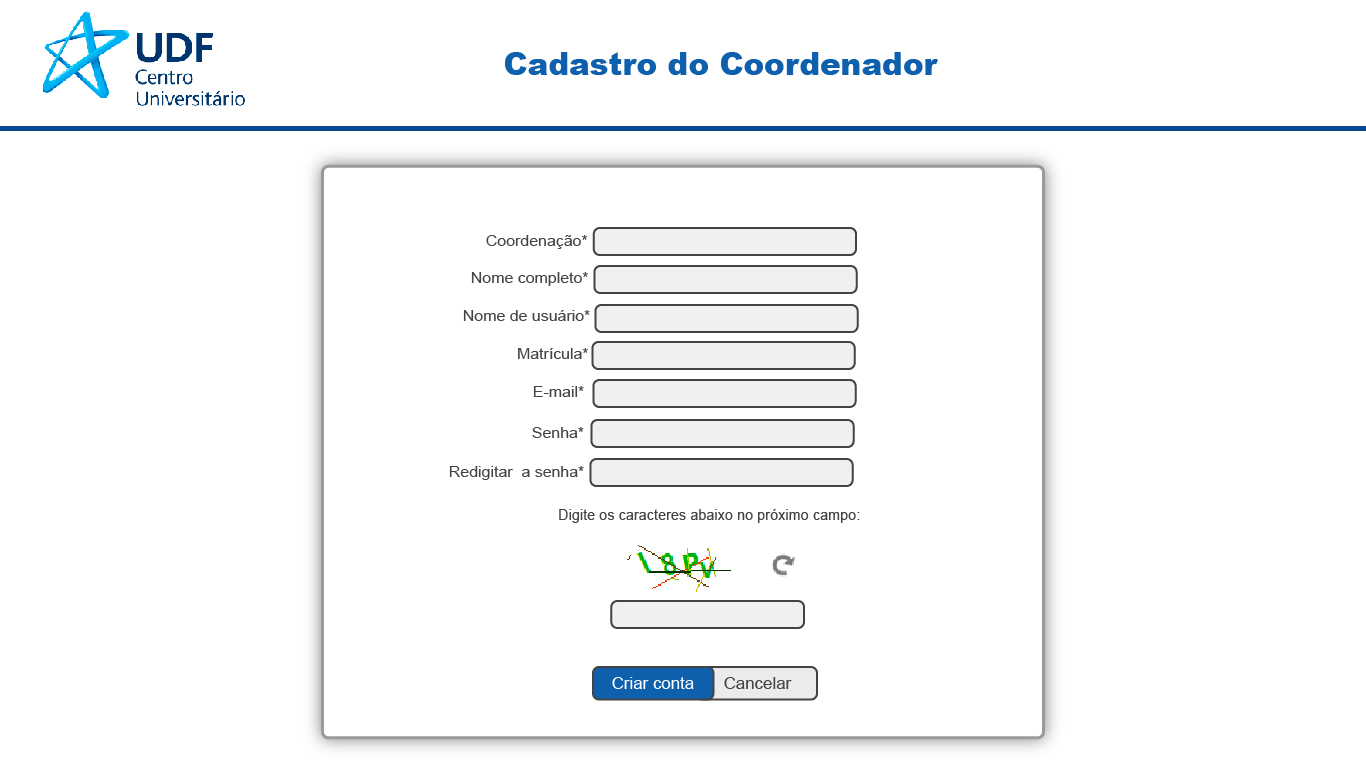 UDF
Centro
Universitário
Cadastro do Coordenador
Coordenação*
Nome completo*
Nome de usuário*
Matrícula*
E-mail*
Senha*
Redigitar a senha*
Digite os caracteres abaixo no próximo campo:
Criar conta
Cancelar